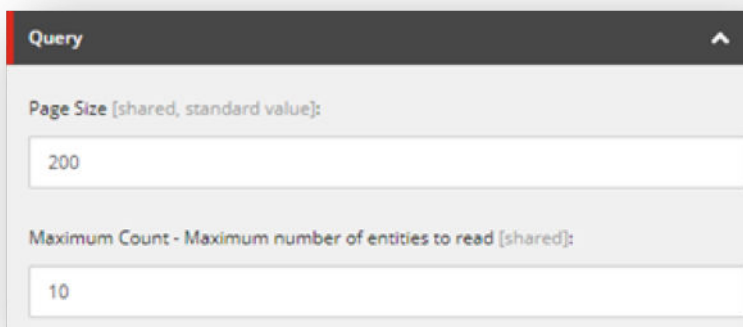 Query
Page Size [shared, standard value]:
200
Maximum Count - Maximum number of entities to read [shared]:
10